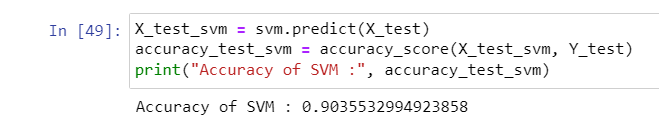 In [49]: X_test_svm = svm.predict(X_test)
accuracy_test_svm = accuracy_score(X_test_svm, Y_test)
print("Accuracy of SVM :", accuracy_test_svm)
Accuracy of SVM : 0.9035532994923858